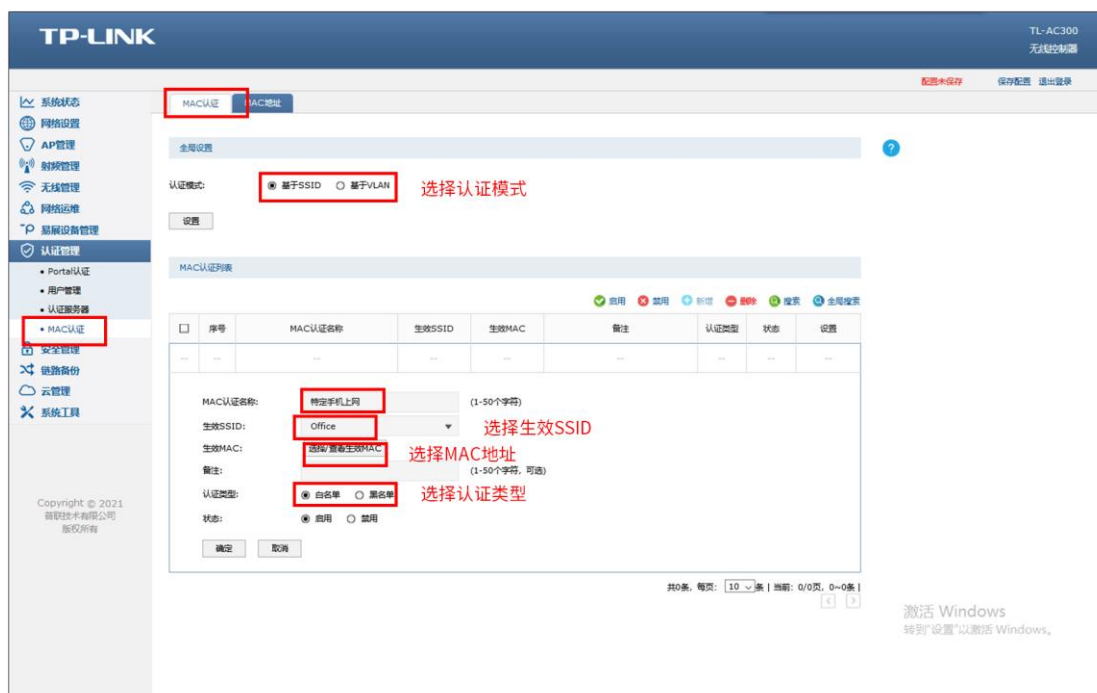 TP-LINK
TL-AC300
无线控制器
配置未保存 保存配置 退出登录
系统状态
网络设置
AP管理
射频管理
无线管理
网络运维
易展设备管理
认证管理
Portal认证
用户管理
认证服务器
MAC认证
安全管理
链路备份
云管理
系统工具
Copyright © 2021
普联技术有限公司
版权所有
MAC认证 MAC地址
全局设置
认证模式: 基于SSID 基于VLAN 选择认证模式
设置
MAC认证列表
启用 禁用 新增 删除 搜索 全局搜索
序号 MAC认证名称 生效SSID 生效MAC 备注 认证类型 状态 设置
-- -- -- -- -- -- -- -- --
MAC认证名称: 特定手机上网 (1-50个字符)
生效SSID: Office 选择生效SSID
生效MAC: 选择/查看生效MAC 选择MAC地址
备注: (1-50个字符, 可选)
认证类型: 白名单 黑名单 选择认证类型
状态: 启用 禁用
确定 取消
共0条, 每页: 10 条 | 当前: 0/0页, 0~0条 |
激活 Windows
转到"设置"以激活 Windows。